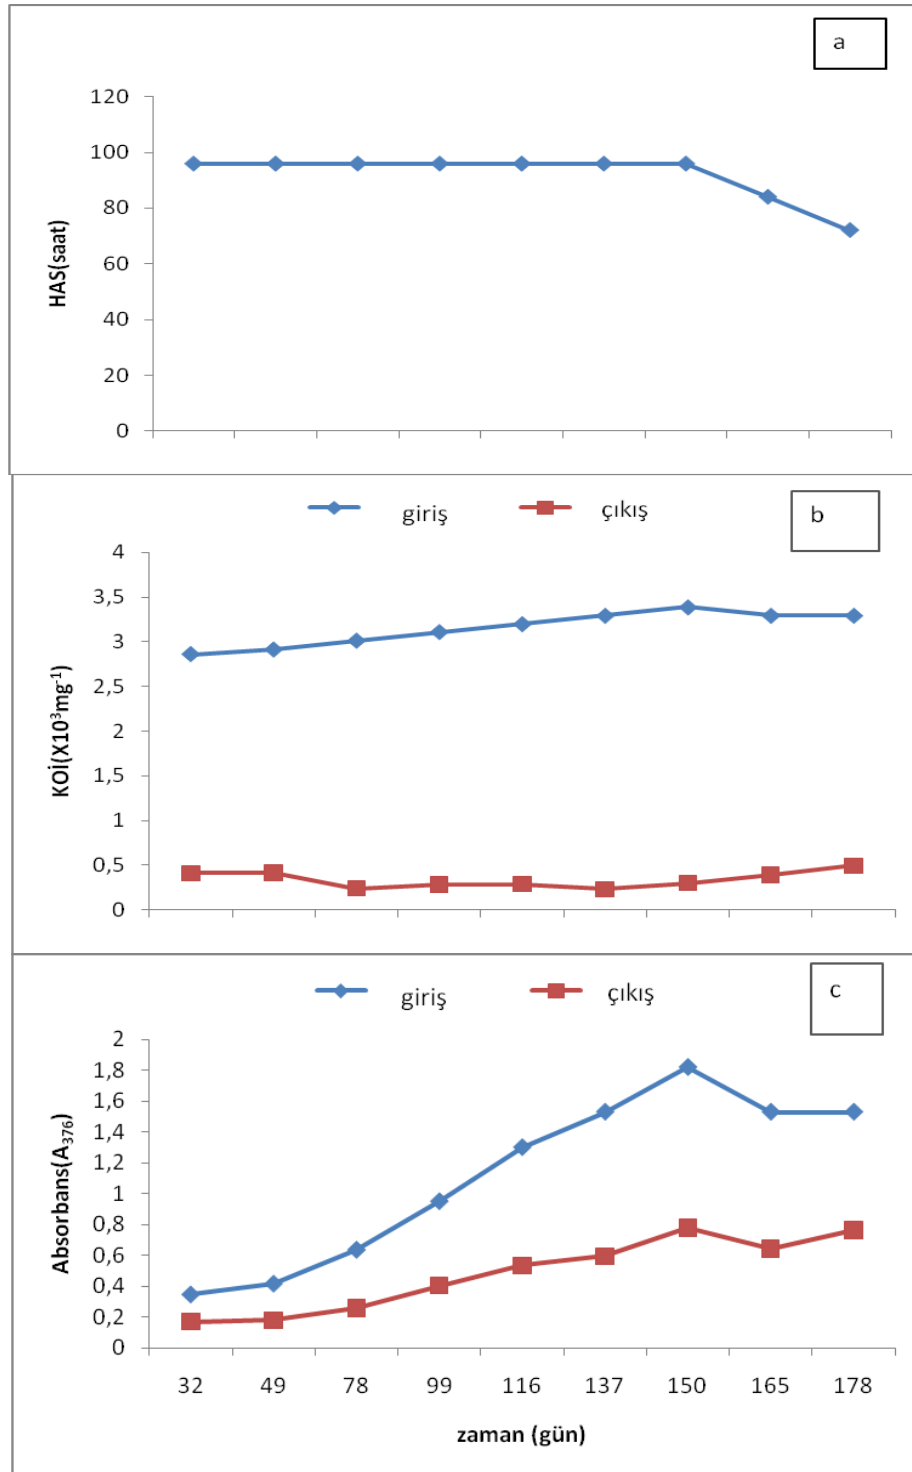 a
120
100
80
60
40
20
0
HAS(saat)
giriş çıkış
b
4
3,5
3
2,5
2
1,5
1
0,5
0
KOİ(X10³mg⁻¹)
giriş çıkış
c
2
1,8
1,6
1,4
1,2
1
0,8
0,6
0,4
0,2
0
Absorbans(A₃₇₆)
32 49 78 99 116 137 150 165 178
zaman (gün)